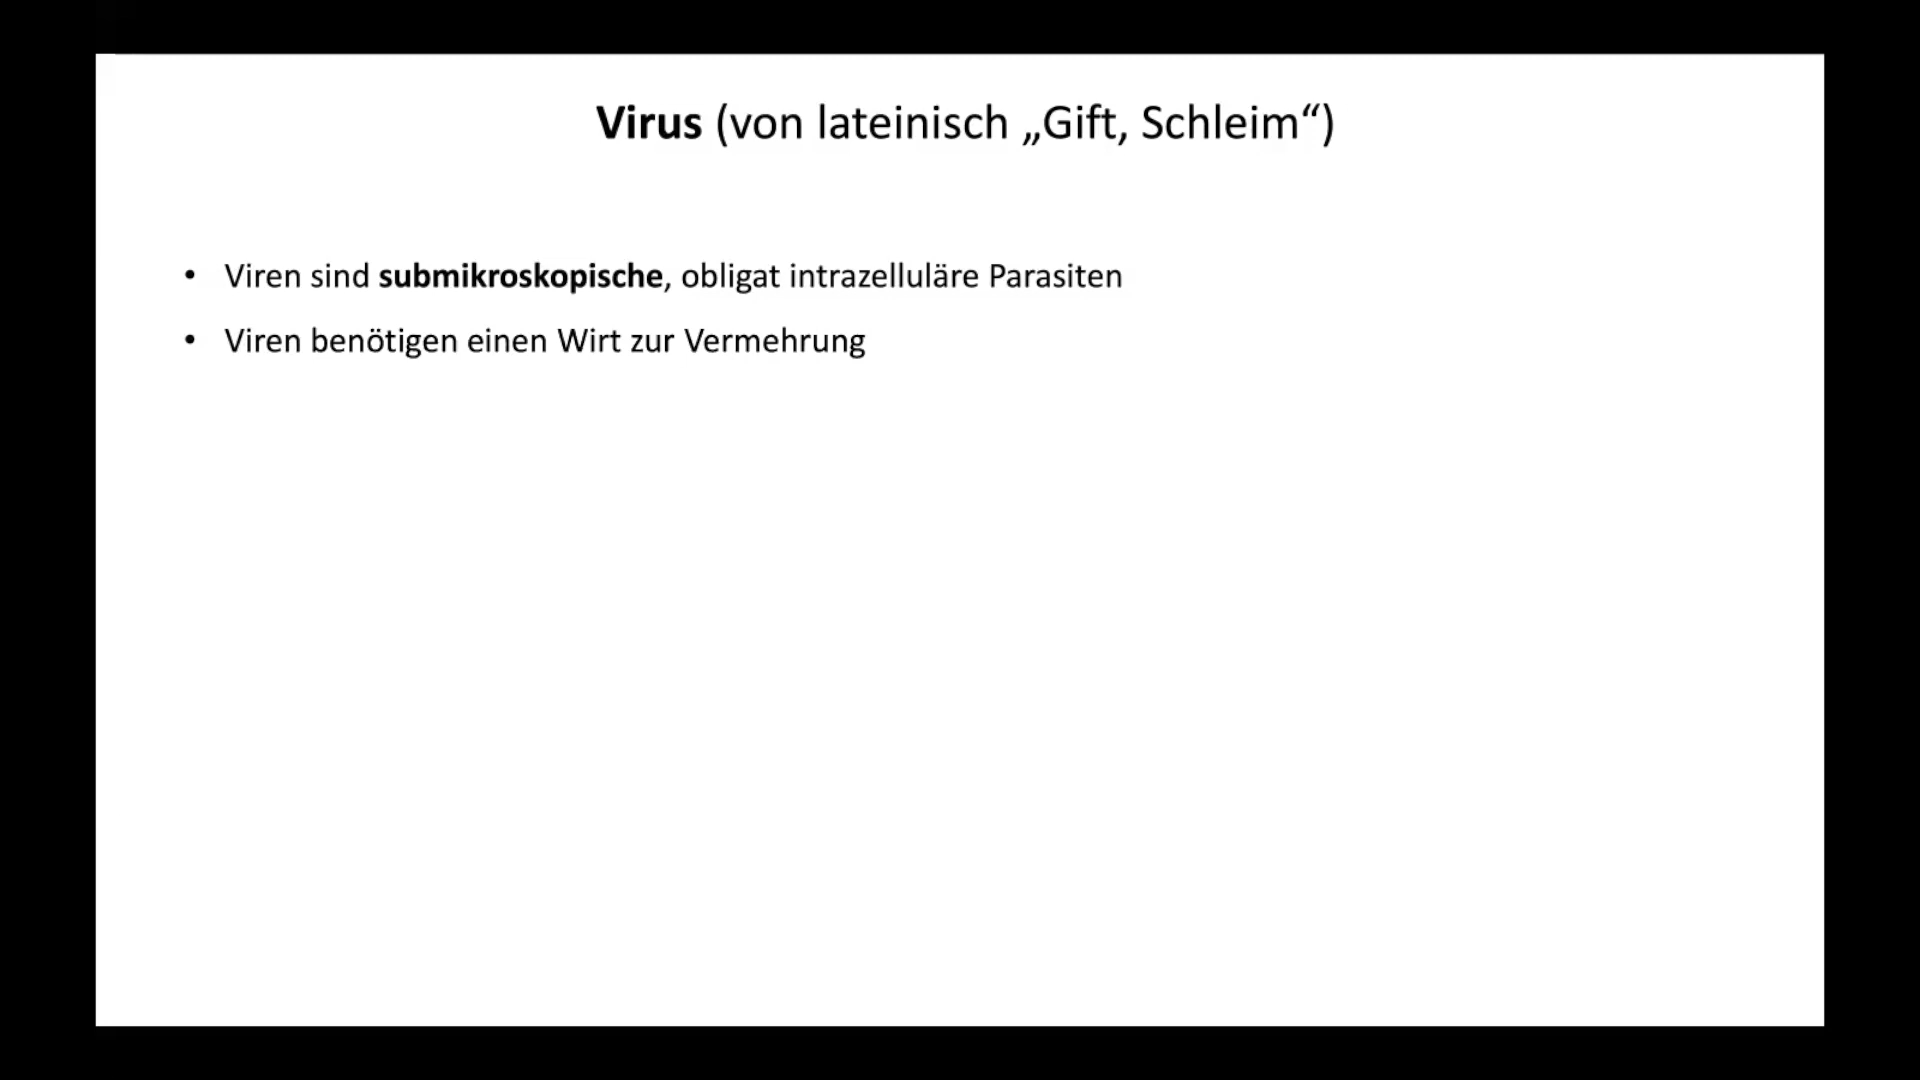 Virus (von lateinisch „Gift, Schleim“)
• Viren sind submikroskopische, obligat intrazelluläre Parasiten
• Viren benötigen einen Wirt zur Vermehrung